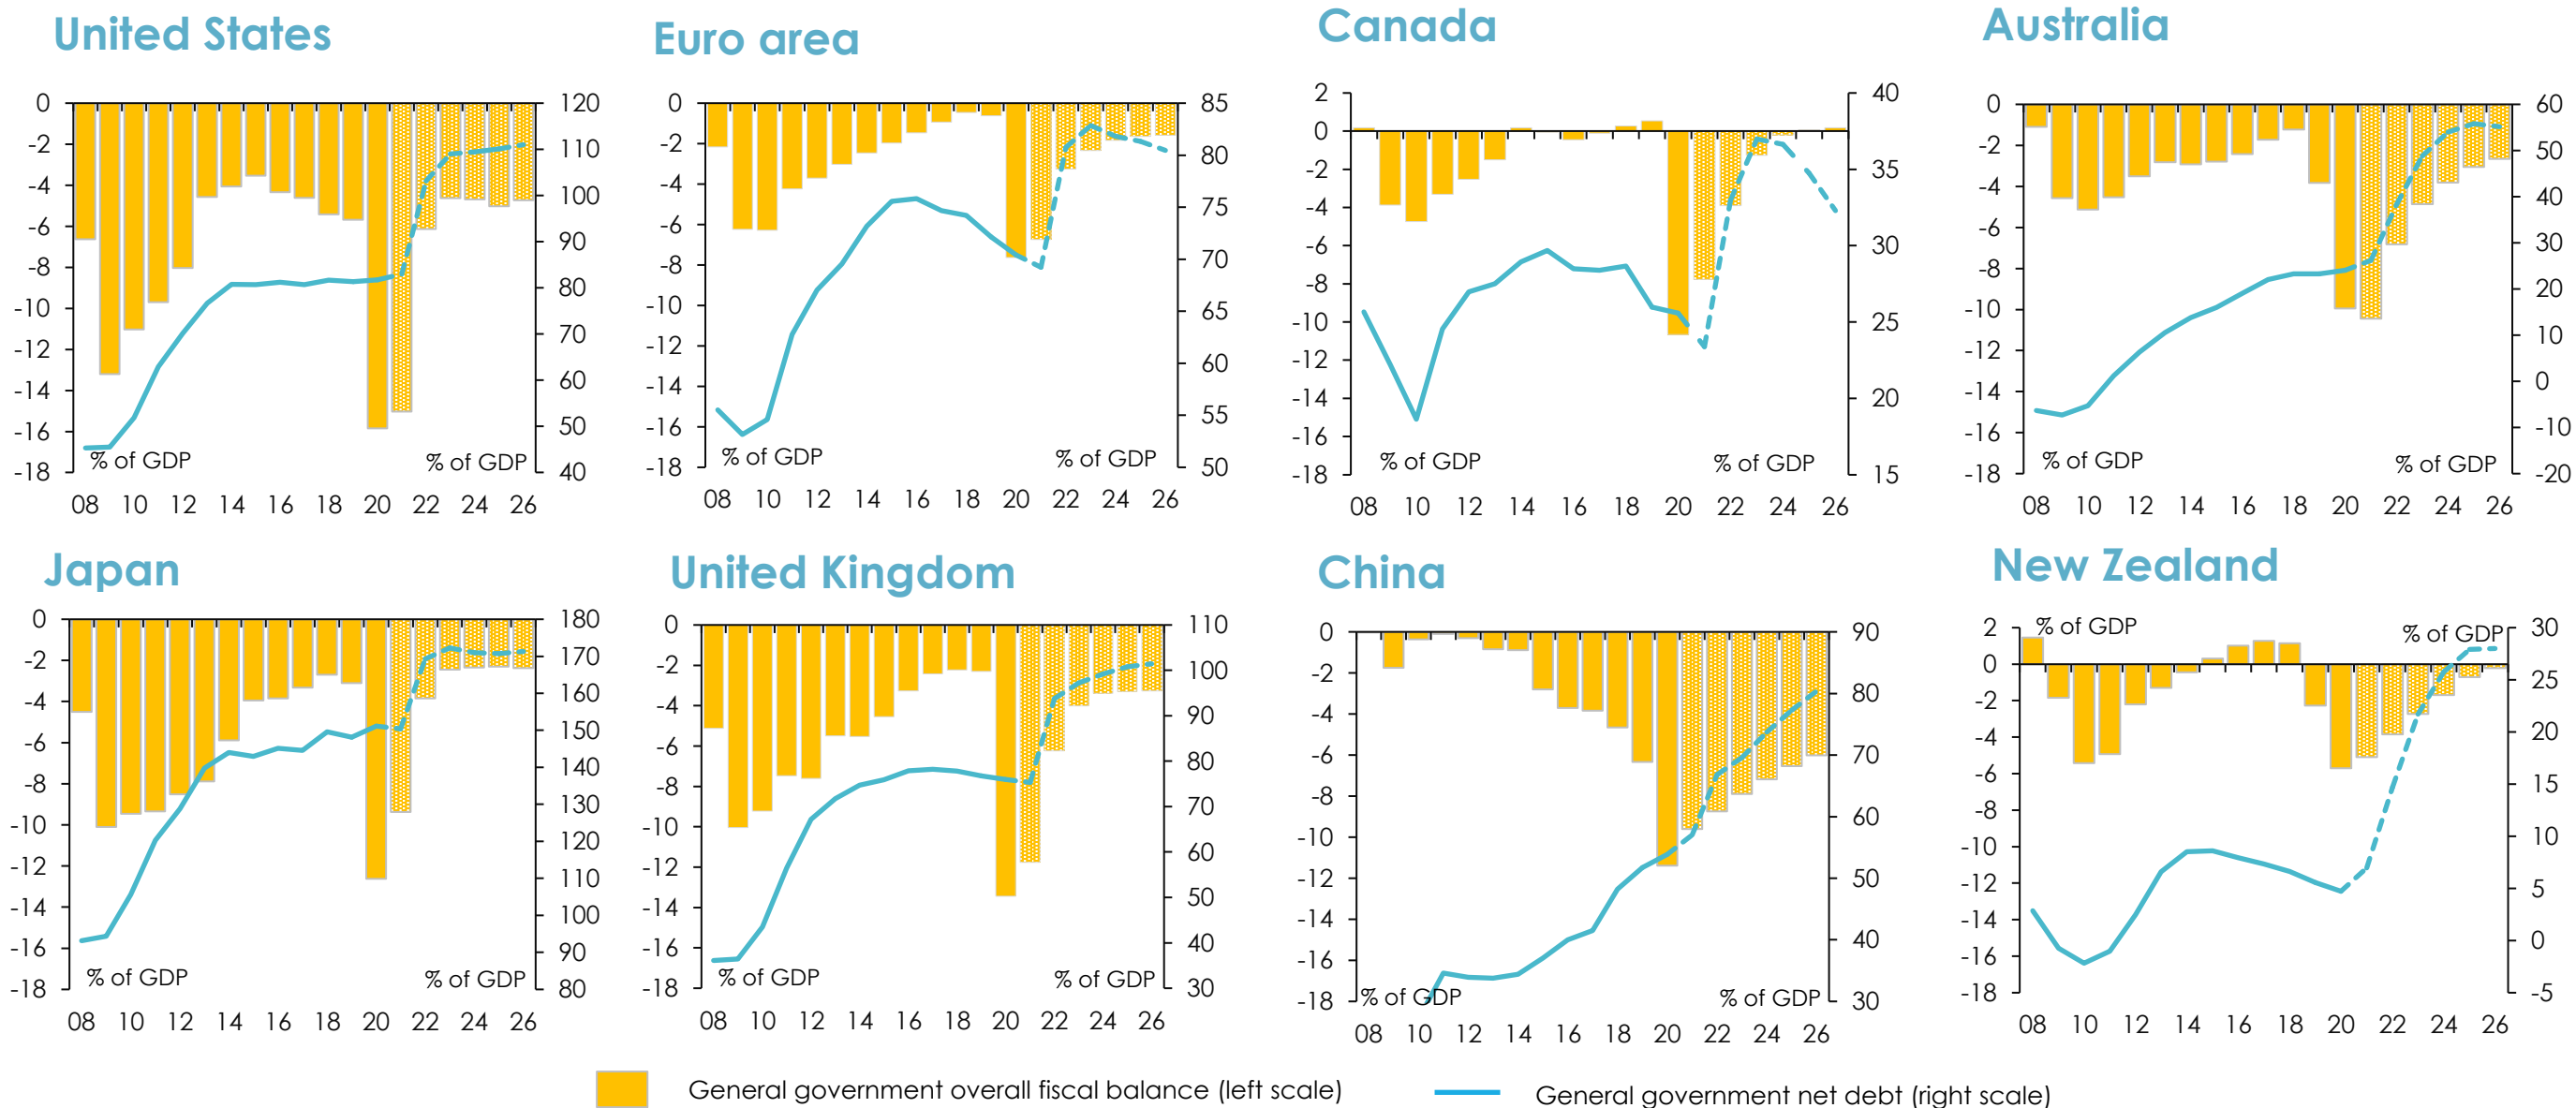 United States
Euro area
Canada
Australia
0 -2 -4 -6 -8 -10 -12 -14 -16 -18
120 110 100 90 80 70 60 50 40
% of GDP % of GDP
08 10 12 14 16 18 20 22 24 26
0 -2 -4 -6 -8 -10 -12 -14 -16 -18
85 80 75 70 65 60 55 50
% of GDP % of GDP
08 10 12 14 16 18 20 22 24 26
2 0 -2 -4 -6 -8 -10 -12 -14 -16 -18
40 35 30 25 20 15
% of GDP % of GDP
08 10 12 14 16 18 20 22 24 26
0 -2 -4 -6 -8 -10 -12 -14 -16 -18
60 50 40 30 20 10 0 -10 -20
% of GDP % of GDP
08 10 12 14 16 18 20 22 24 26
Japan
United Kingdom
China
New Zealand
0 -2 -4 -6 -8 -10 -12 -14 -16 -18
180 170 160 150 140 130 120 110 100 90 80
% of GDP % of GDP
08 10 12 14 16 18 20 22 24 26
0 -2 -4 -6 -8 -10 -12 -14 -16 -18
110 100 90 80 70 60 50 40 30
% of GDP % of GDP
08 10 12 14 16 18 20 22 24 26
0 -2 -4 -6 -8 -10 -12 -14 -16 -18
90 80 70 60 50 40 30
% of GDP % of GDP
08 10 12 14 16 18 20 22 24 26
2 0 -2 -4 -6 -8 -10 -12 -14 -16 -18
30 25 20 15 10 5 0 -5
% of GDP % of GDP
08 10 12 14 16 18 20 22 24 26
General government overall fiscal balance (left scale)
General government net debt (right scale)